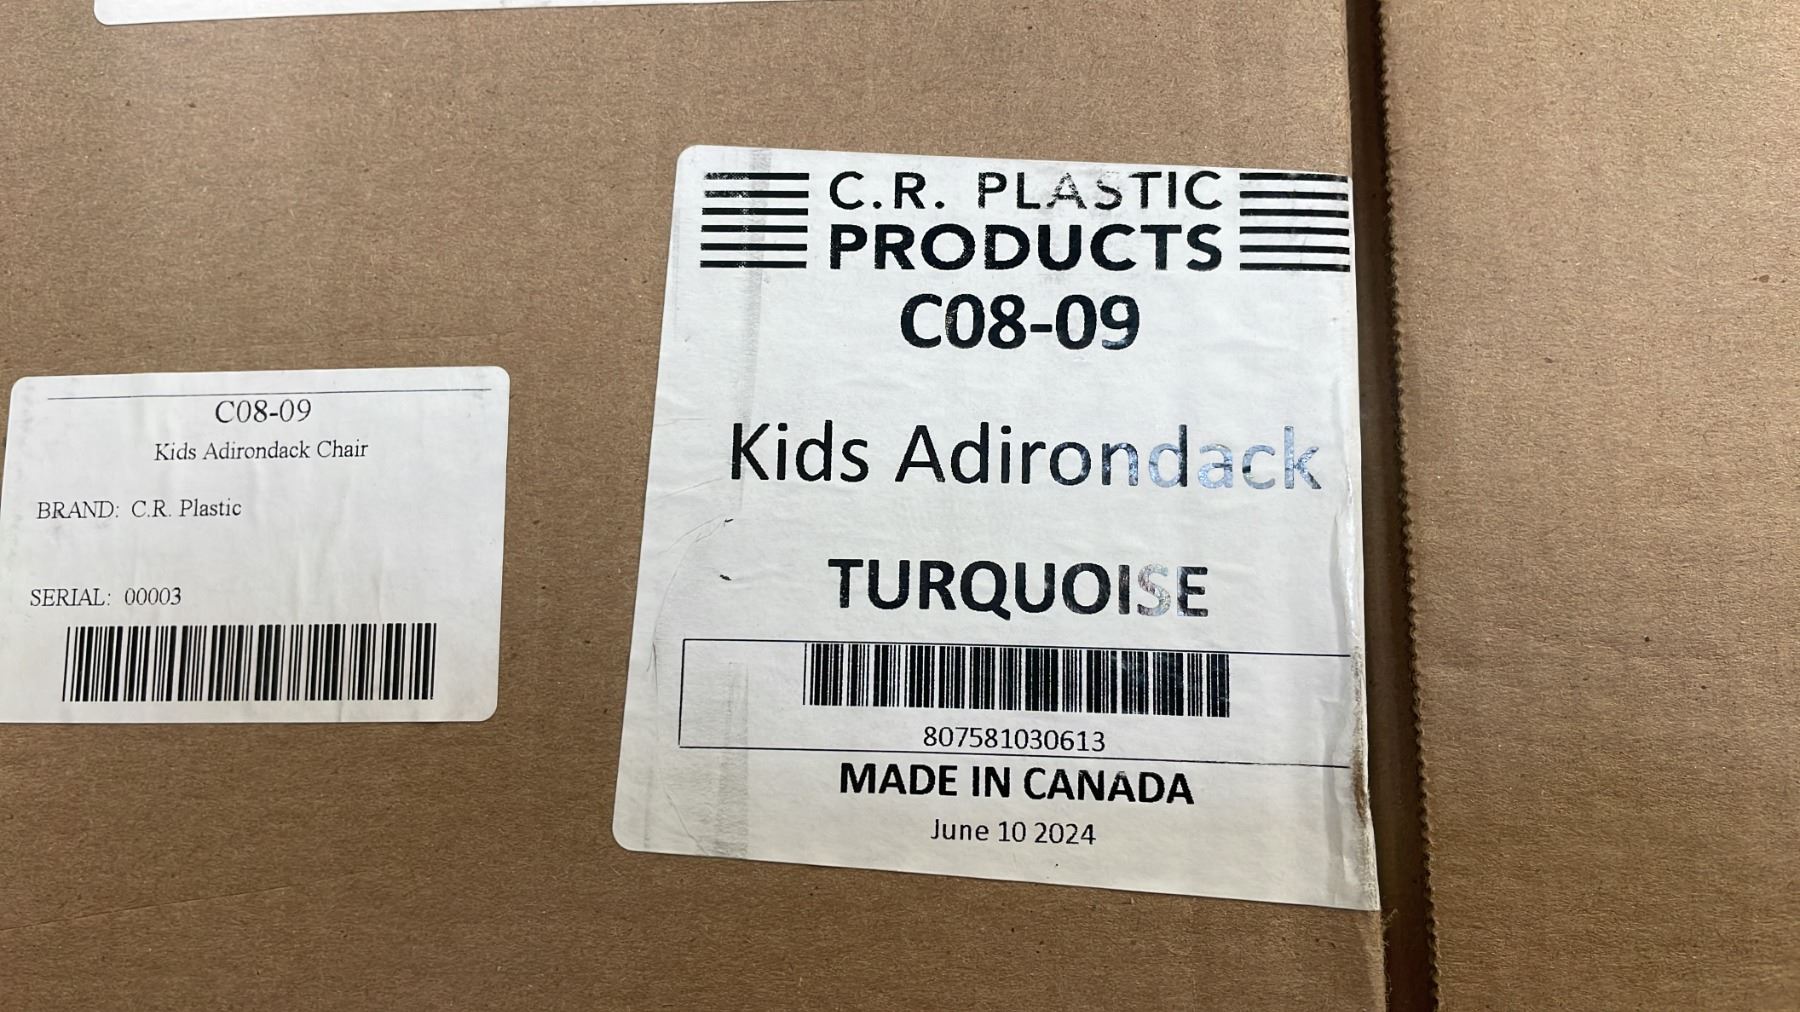 C08-09
Kids Adirondack Chair
BRAND: C.R. Plastic
SERIAL: 00003
C.R. PLASTIC
PRODUCTS
C08-09
Kids Adirondack
TURQUOISE
807581030613
MADE IN CANADA
June 10 2024